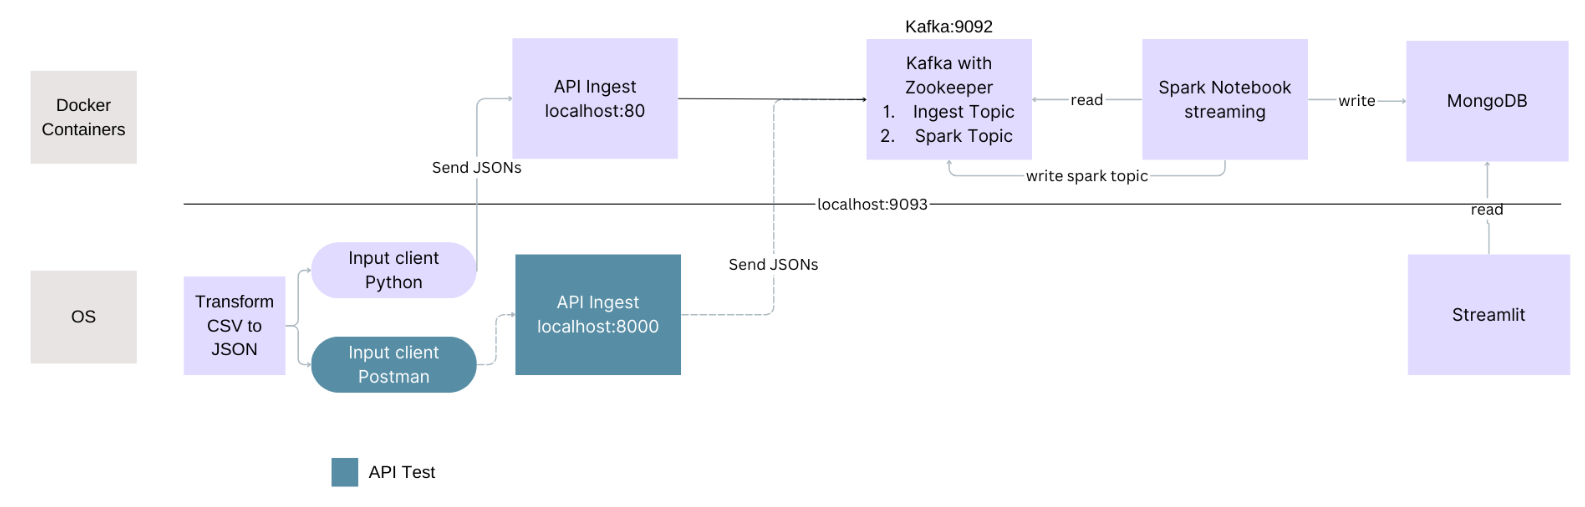 Kafka:9092
Docker
Containers
API Ingest
localhost:80
Kafka with
Zookeeper
1. Ingest Topic
2. Spark Topic
read
Spark Notebook
streaming
write
MongoDB
Send JSONs
write spark topic
localhost:9093
read
OS
Transform
CSV to
JSON
Input client
Python
Input client
Postman
API Ingest
localhost:8000
Send JSONs
Streamlit
API Test